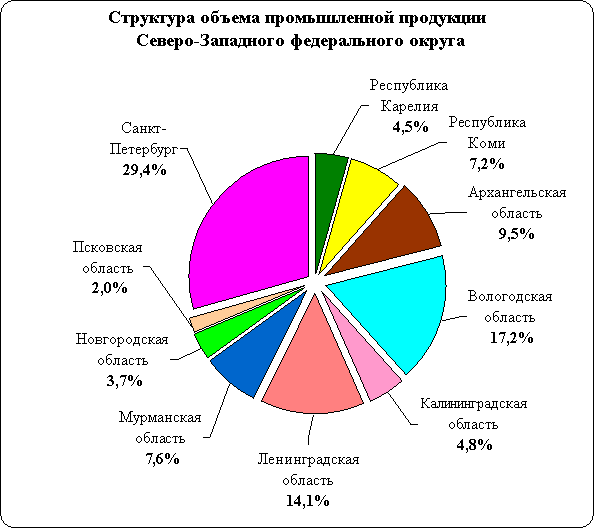 Структура объема промышленной продукции
Северо-Западного федерального округа
Республика
Карелия
4,5%
Республика
Коми
7,2%
Архангельская
область
9,5%
Вологодская
область
17,2%
Калининградская
область
4,8%
Ленинградская
область
14,1%
Мурманская
область
7,6%
Новгородская
область
3,7%
Псковская
область
2,0%
Санкт-
Петербург
29,4%